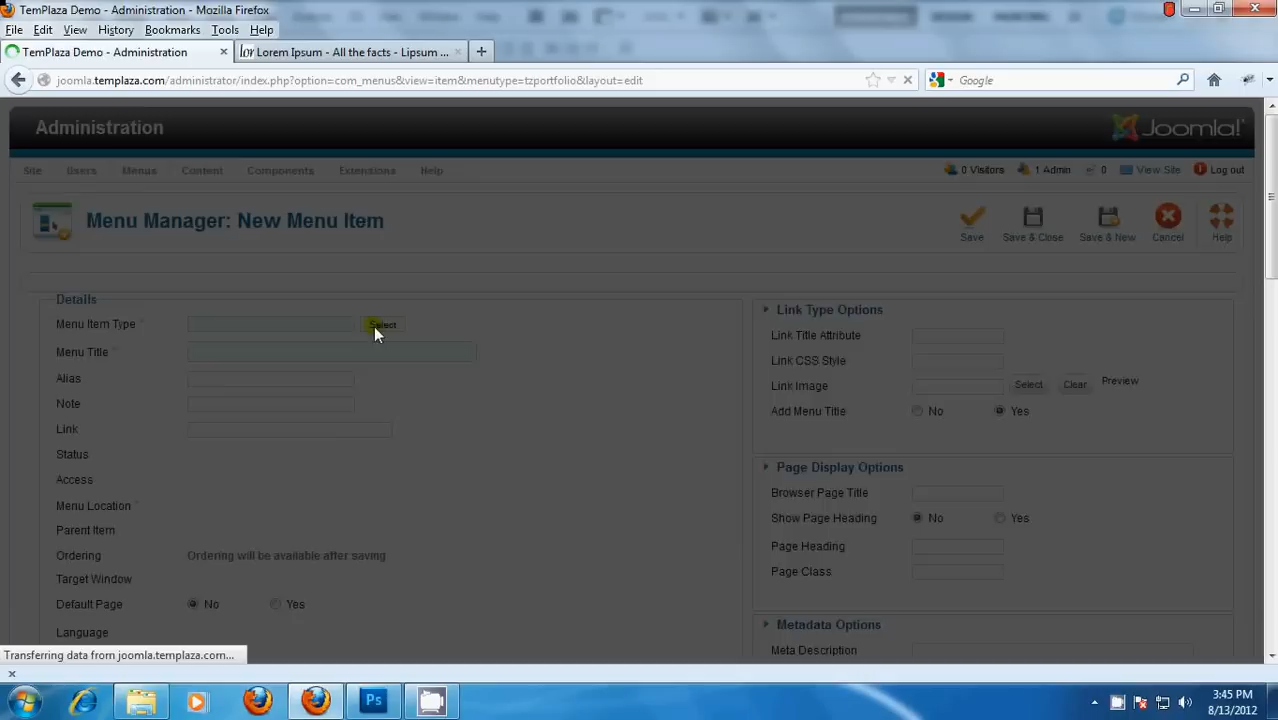 TemPlaza Demo - Administration - Mozilla Firefox
File Edit View History Bookmarks Tools Help
TemPlaza Demo - Administration
Lorem Ipsum - All the facts - Lipsum ...
joomla.templaza.com/administrator/index.php?option=com_menus&view=item&menutype=tzportfolio&layout=edit
Google
Administration
Joomla!
Site Users Menus Content Components Extensions Help
0 Visitors 1 Admin 0 View Site Log out
Menu Manager: New Menu Item
Save Save & Close Save & New Cancel Help
Details
Menu Item Type *
Select
Menu Title *
Alias
Note
Link
Status
Access
Menu Location *
Parent Item
Ordering Ordering will be available after saving
Target Window
Default Page No Yes
Language
Link Type Options
Link Title Attribute
Link CSS Style
Link Image Select Clear Preview
Add Menu Title No Yes
Page Display Options
Browser Page Title
Show Page Heading No Yes
Page Heading
Page Class
Metadata Options
Meta Description
Transferring data from joomla.templaza.com...
Ps
3:45 PM
8/13/2012